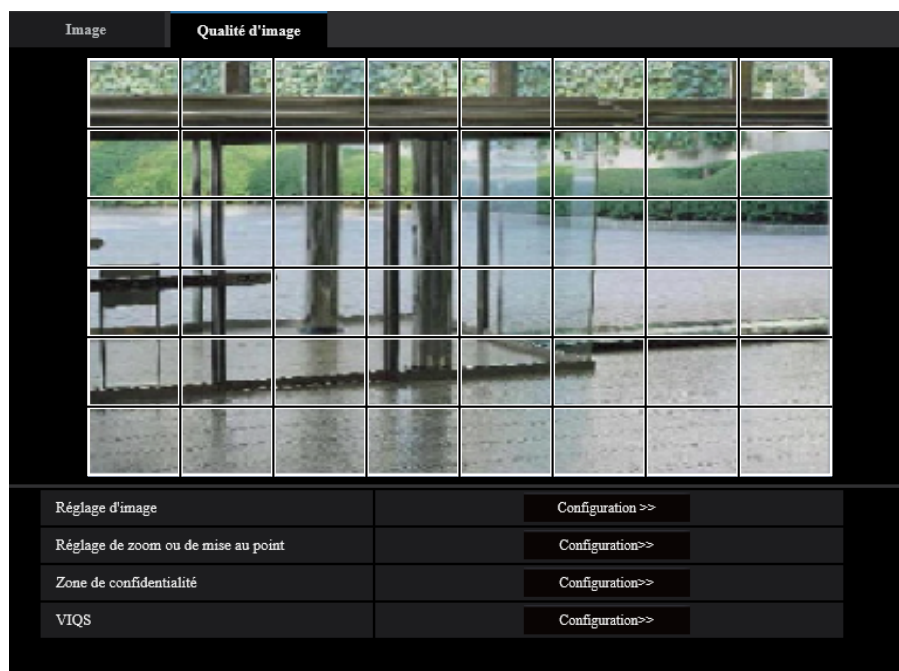 Image
Qualité d'image
Réglage d'image
Configuration >>
Réglage de zoom ou de mise au point
Configuration>>
Zone de confidentialité
Configuration>>
VIQS
Configuration>>